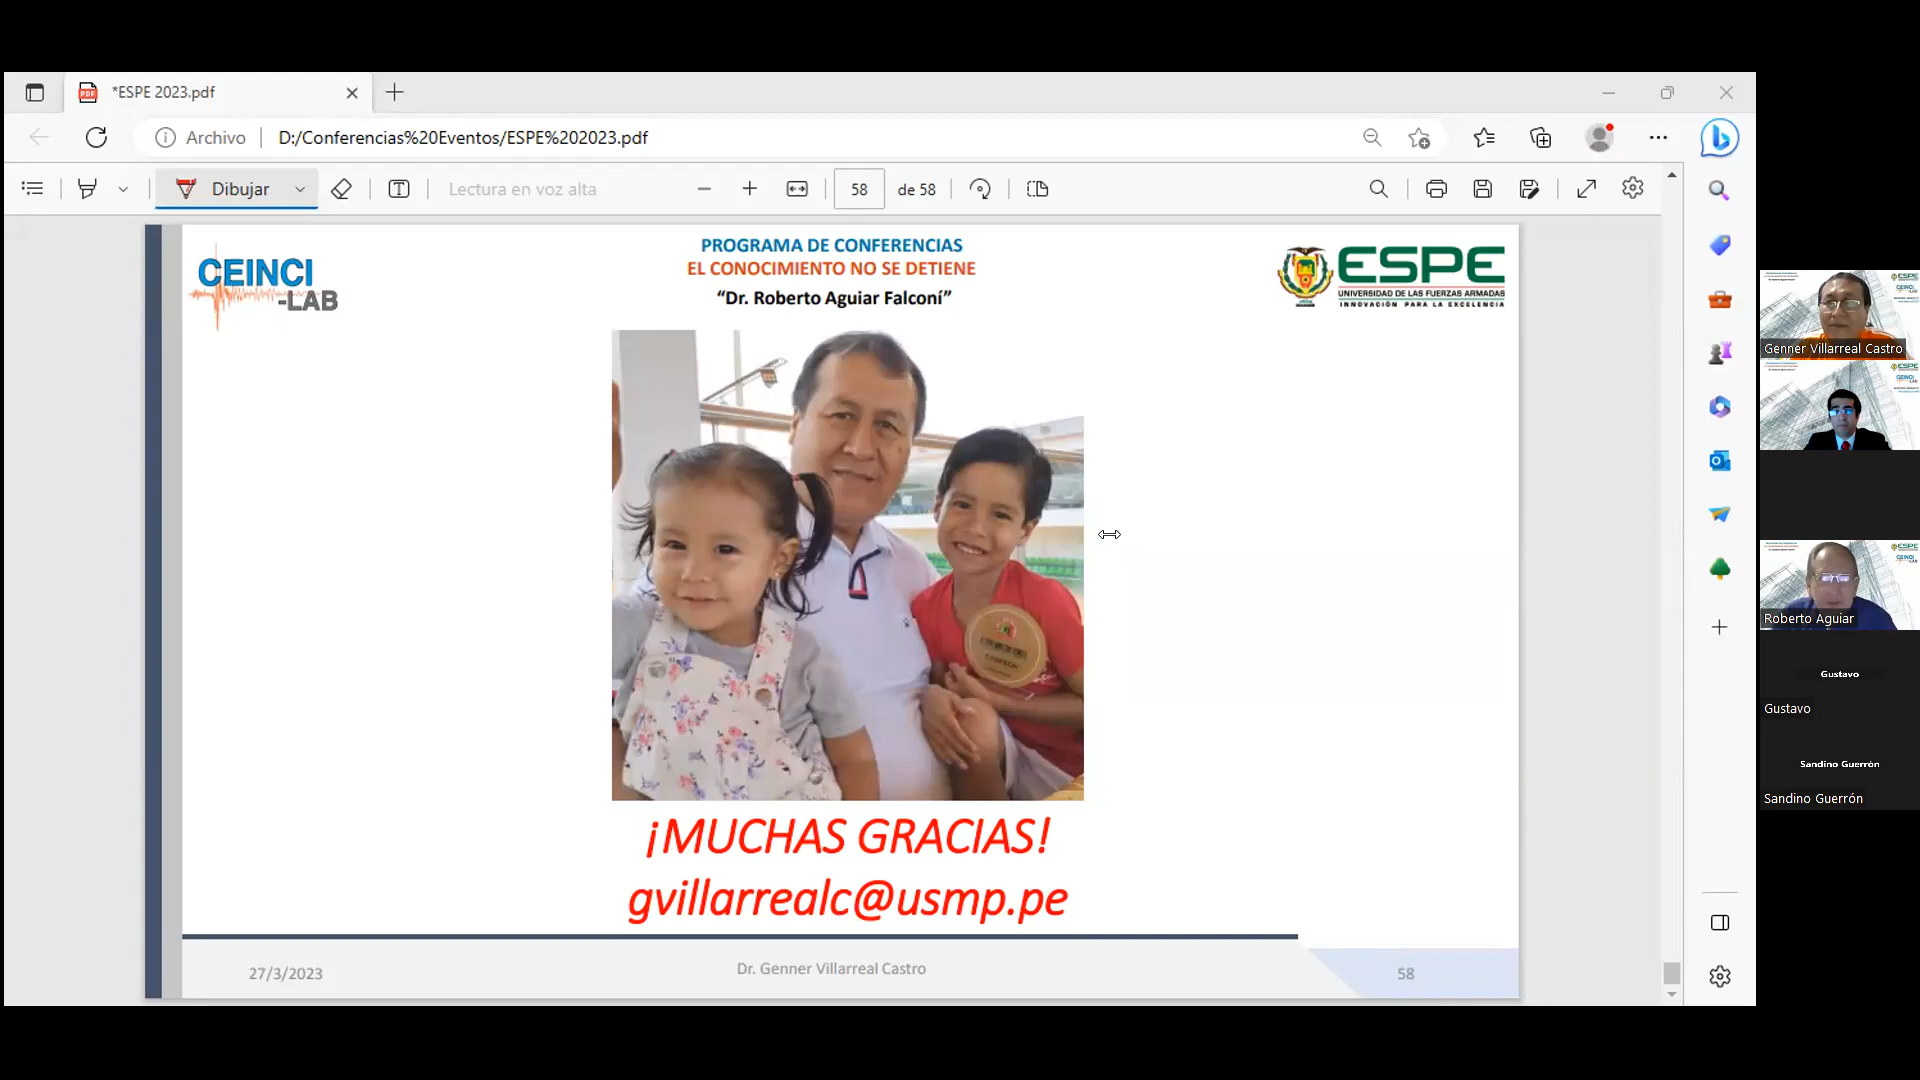 *ESPE 2023.pdf
Archivo
D:/Conferencias%20Eventos/ESPE%202023.pdf
Dibujar
Lectura en voz alta
58 de 58
CEINCI
-LAB
PROGRAMA DE CONFERENCIAS
EL CONOCIMIENTO NO SE DETIENE
“Dr. Roberto Aguiar Falconí”
ESPE
UNIVERSIDAD DE LAS FUERZAS ARMADAS
INNOVACIÓN PARA LA EXCELENCIA
¡MUCHAS GRACIAS!
gvillarrealc@usmp.pe
27/3/2023
Dr. Genner Villarreal Castro
58
Genner Villarreal Castro
Roberto Aguiar
Gustavo
Gustavo
Sandino Guerrón
Sandino Guerrón